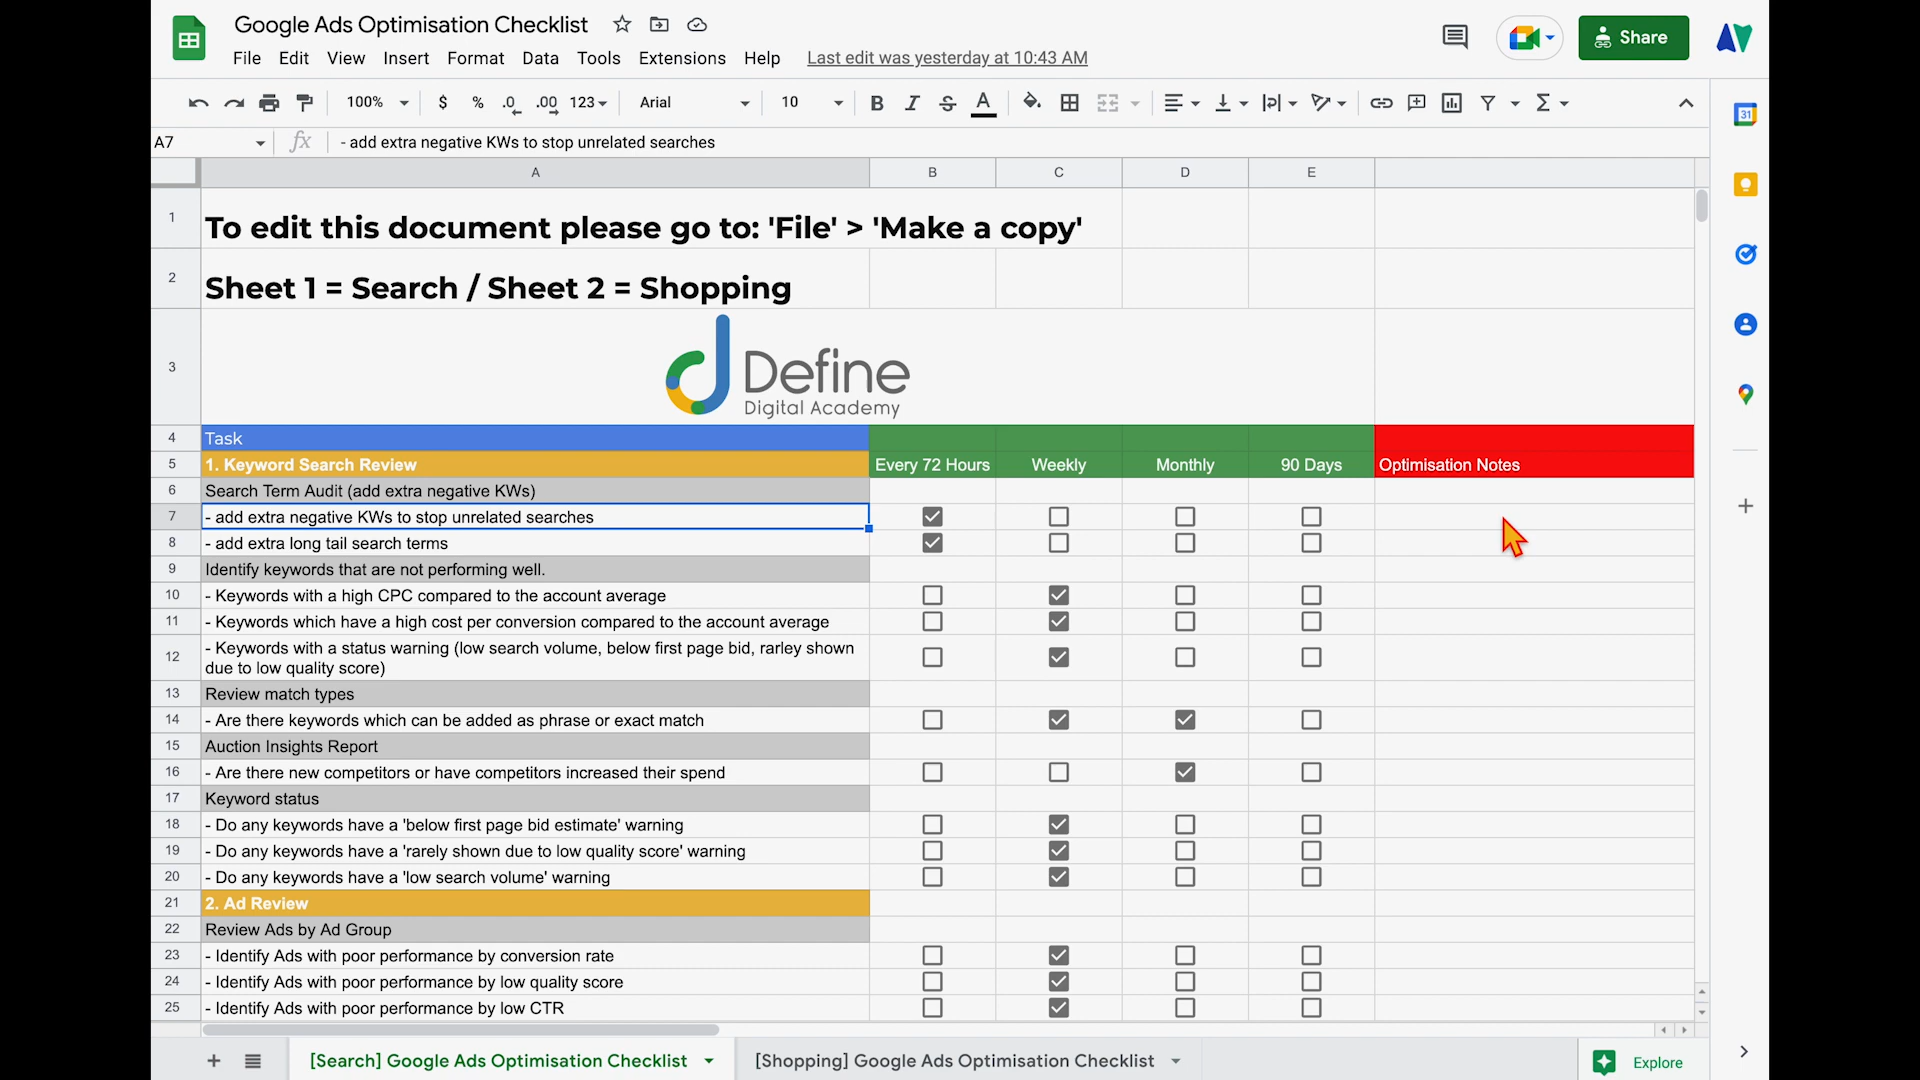 Google Ads Optimisation Checklist
File Edit View Insert Format Data Tools Extensions Help Last edit was yesterday at 10:43 AM
Share
100% $ % .0 .00 123 Arial 10 B I S A Σ
31
A7 fx - add extra negative KWs to stop unrelated searches
A B C D E
1 To edit this document please go to: 'File' > 'Make a copy'
2 Sheet 1 = Search / Sheet 2 = Shopping
3 Define
Digital Academy
4 Task
5 1. Keyword Search Review Every 72 Hours Weekly Monthly 90 Days Optimisation Notes
6 Search Term Audit (add extra negative KWs)
7 - add extra negative KWs to stop unrelated searches
8 - add extra long tail search terms
9 Identify keywords that are not performing well.
10 - Keywords with a high CPC compared to the account average
11 - Keywords which have a high cost per conversion compared to the account average
12 - Keywords with a status warning (low search volume, below first page bid, rarley shown
due to low quality score)
13 Review match types
14 - Are there keywords which can be added as phrase or exact match
15 Auction Insights Report
16 - Are there new competitors or have competitors increased their spend
17 Keyword status
18 - Do any keywords have a 'below first page bid estimate' warning
19 - Do any keywords have a 'rarely shown due to low quality score' warning
20 - Do any keywords have a 'low search volume' warning
21 2. Ad Review
22 Review Ads by Ad Group
23 - Identify Ads with poor performance by conversion rate
24 - Identify Ads with poor performance by low quality score
25 - Identify Ads with poor performance by low CTR
[Search] Google Ads Optimisation Checklist [Shopping] Google Ads Optimisation Checklist Explore